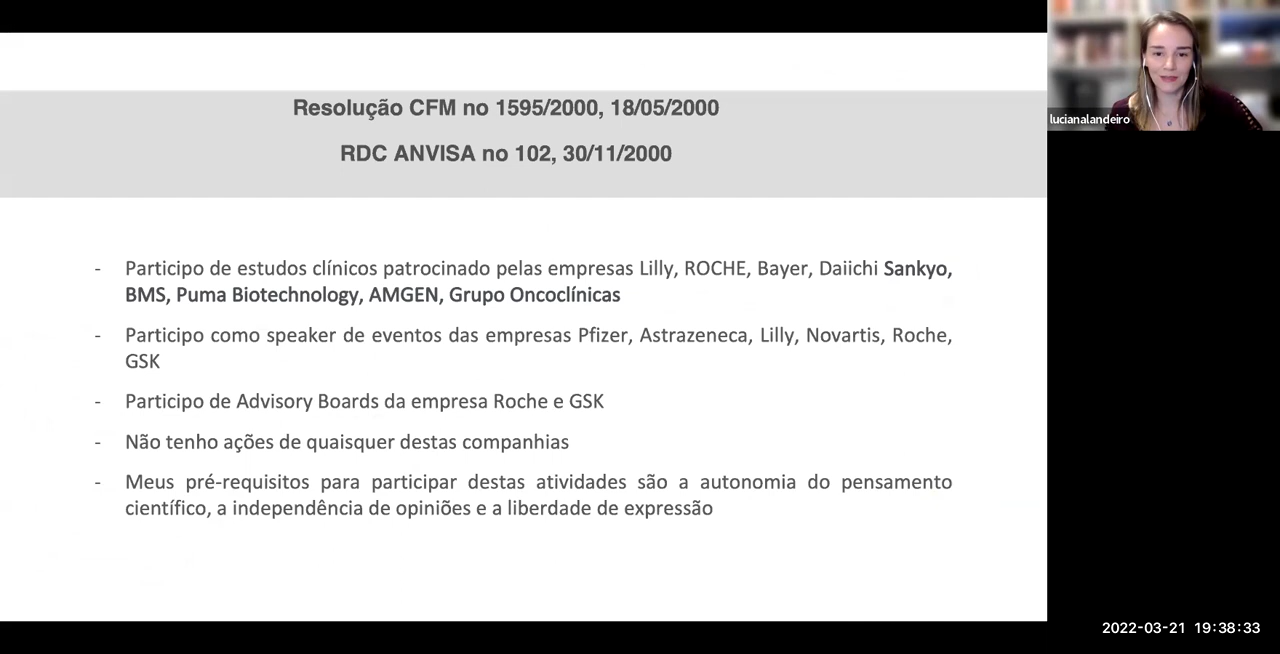 Resolução CFM no 1595/2000, 18/05/2000
RDC ANVISA no 102, 30/11/2000
lucianalandeiro
- Participo de estudos clínicos patrocinado pelas empresas Lilly, ROCHE, Bayer, Daiichi Sankyo,
BMS, Puma Biotechnology, AMGEN, Grupo Oncoclínicas
- Participo como speaker de eventos das empresas Pfizer, Astrazeneca, Lilly, Novartis, Roche,
GSK
- Participo de Advisory Boards da empresa Roche e GSK
- Não tenho ações de quaisquer destas companhias
- Meus pré-requisitos para participar destas atividades são a autonomia do pensamento
científico, a independência de opiniões e a liberdade de expressão
2022-03-21 19:38:33